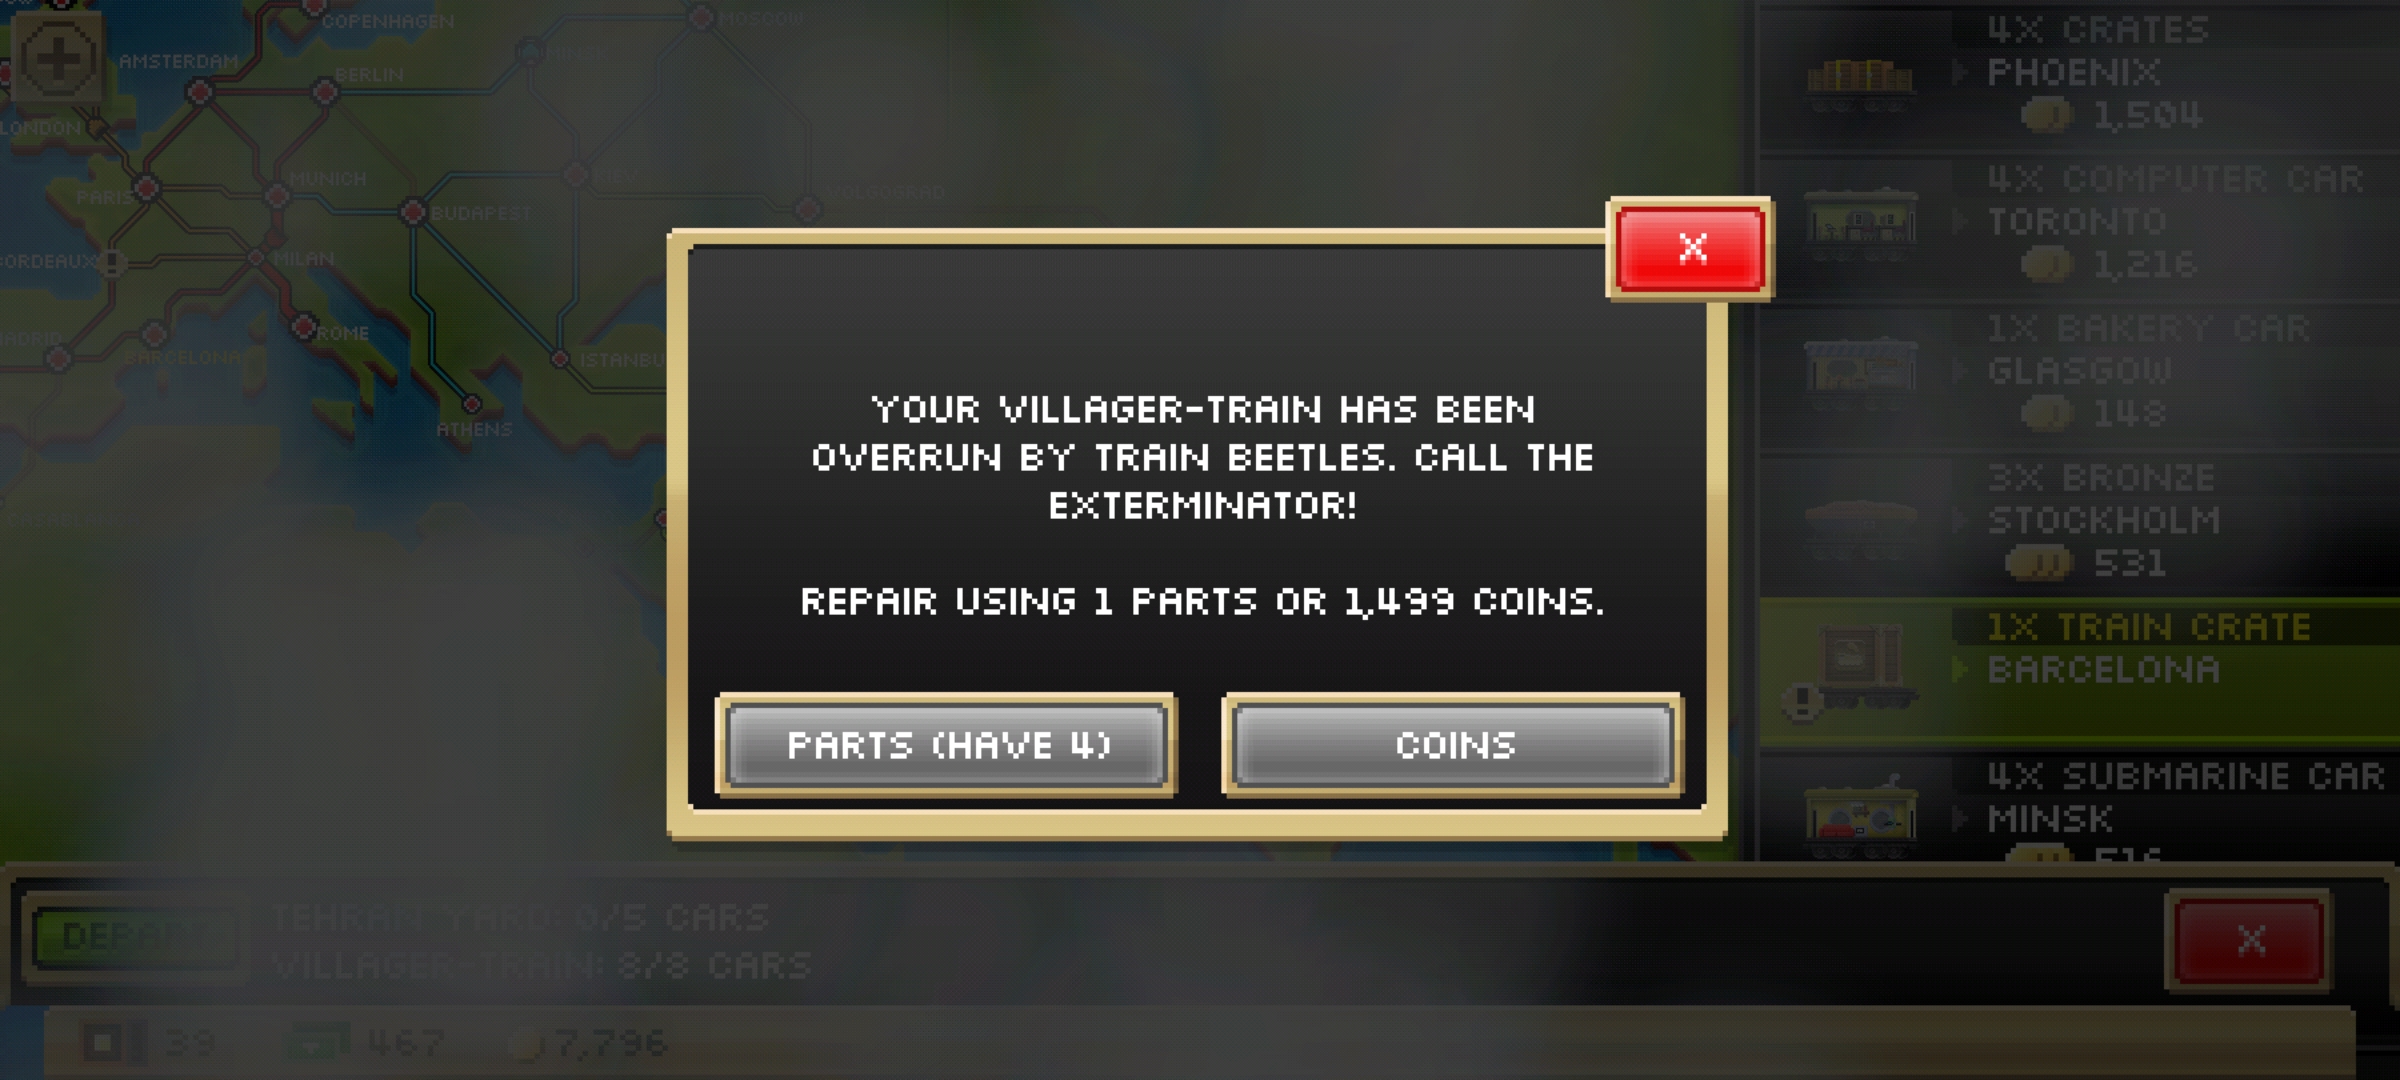 COPENHAGEN
MOSCOW
MINSK
AMSTERDAM
BERLIN
LONDON
PARIS
MUNICH
KIEV
VOLGOGRAD
BUDAPEST
MILAN
ROME
BARCELONA
ATHENS
4X CRATES
PHOENIX
1,504
4X COMPUTER CAR
TORONTO
1,216
1X BAKERY CAR
GLASGOW
148
3X BRONZE
STOCKHOLM
531
1X TRAIN CRATE
BARCELONA
4X SUBMARINE CAR
MINSK
516
X
YOUR VILLAGER-TRAIN HAS BEEN
OVERRUN BY TRAIN BEETLES. CALL THE
EXTERMINATOR!
REPAIR USING 1 PARTS OR 1,499 COINS.
PARTS (HAVE 4)
COINS
DEPART
TEHRAN YARD: 0/5 CARS
VILLAGER-TRAIN: 8/8 CARS
X
39
467
7,796